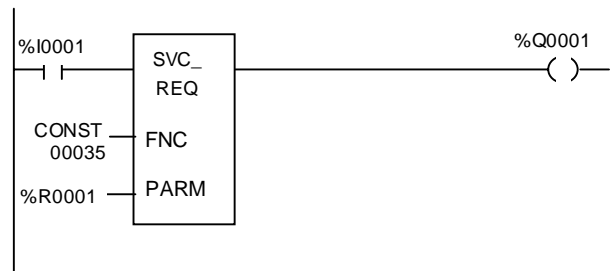 %I0001
%Q0001
SVC_
REQ
CONST
00035
FNC
%R0001
PARM